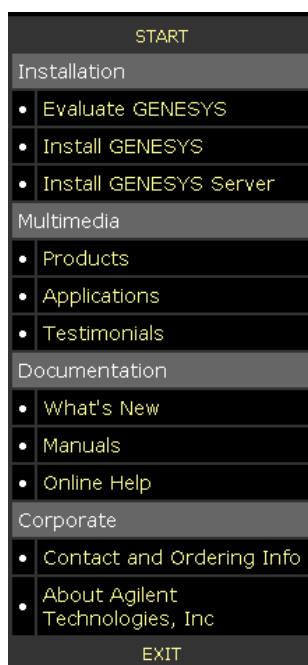 START
Installation
• Evaluate GENESYS
• Install GENESYS
• Install GENESYS Server
Multimedia
• Products
• Applications
• Testimonials
Documentation
• What's New
• Manuals
• Online Help
Corporate
• Contact and Ordering Info
• About Agilent
Technologies, Inc
EXIT